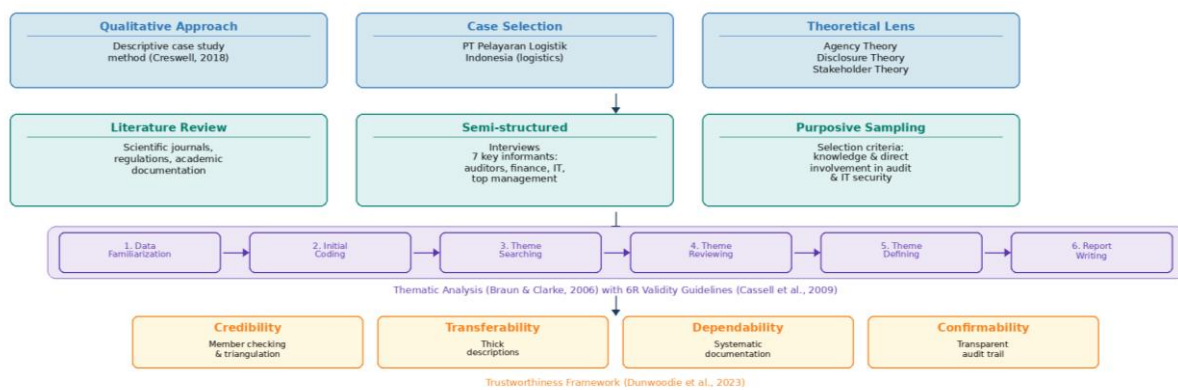 Qualitative Approach
Descriptive case study
method (Creswell, 2018)
Case Selection
PT Pelayaran Logistik
Indonesia (logistics)
Theoretical Lens
Agency Theory
Disclosure Theory
Stakeholder Theory
Literature Review
Scientific journals,
regulations, academic
documentation
Semi-structured
Interviews
7 key informants:
auditors, finance, IT,
top management
Purposive Sampling
Selection criteria:
knowledge & direct
involvement in audit
& IT security
1. Data
Familiarization
2. Initial
Coding
3. Theme
Searching
4. Theme
Reviewing
5. Theme
Defining
6. Report
Writing
Thematic Analysis (Braun & Clarke, 2006) with 6R Validity Guidelines (Cassell et al., 2009)
Credibility
Member checking
& triangulation
Transferability
Thick
descriptions
Dependability
Systematic
documentation
Confirmability
Transparent
audit trail
Trustworthiness Framework (Dunwoodie et al., 2023)